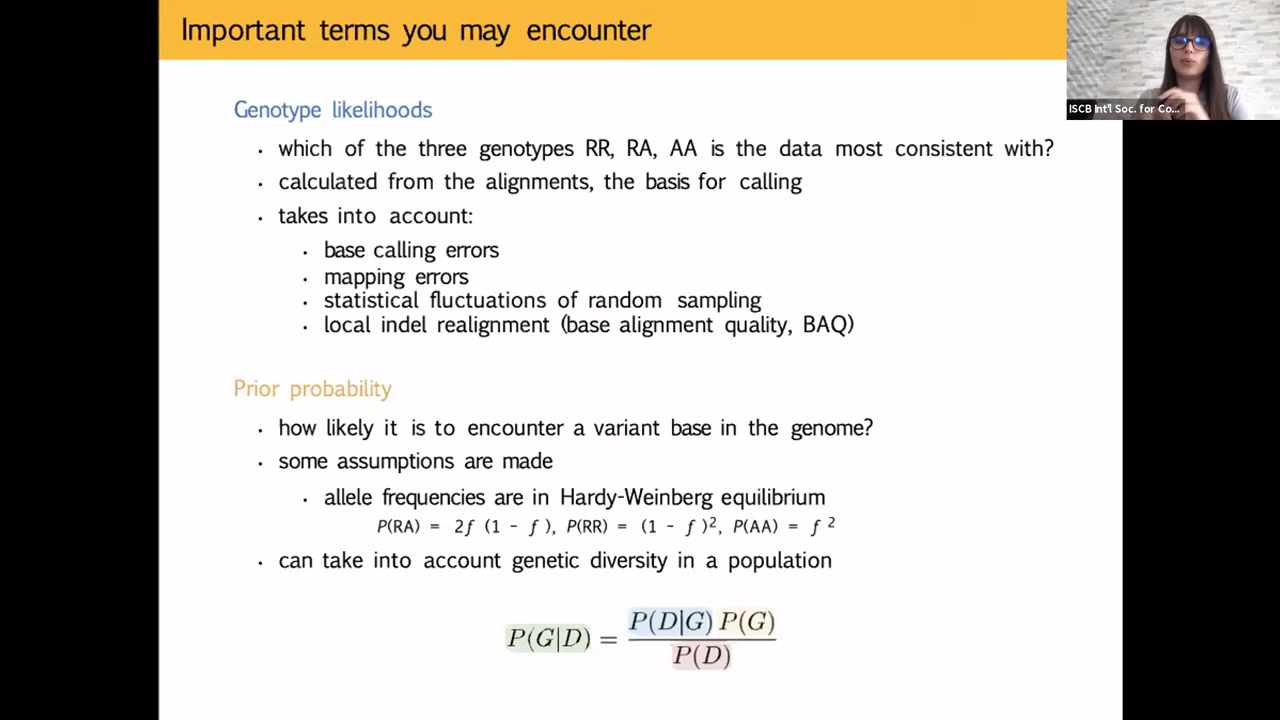 Important terms you may encounter
ISCB Int'l Soc. for Co...
Genotype likelihoods
· which of the three genotypes RR, RA, AA is the data most consistent with?
· calculated from the alignments, the basis for calling
· takes into account:
· base calling errors
· mapping errors
· statistical fluctuations of random sampling
· local indel realignment (base alignment quality, BAQ)
Prior probability
· how likely it is to encounter a variant base in the genome?
· some assumptions are made
· allele frequencies are in Hardy-Weinberg equilibrium
P(RA) = 2f (1 - f ), P(RR) = (1 - f )², P(AA) = f ²
· can take into account genetic diversity in a population
P(G|D) = P(D|G) P(G)
P(D)